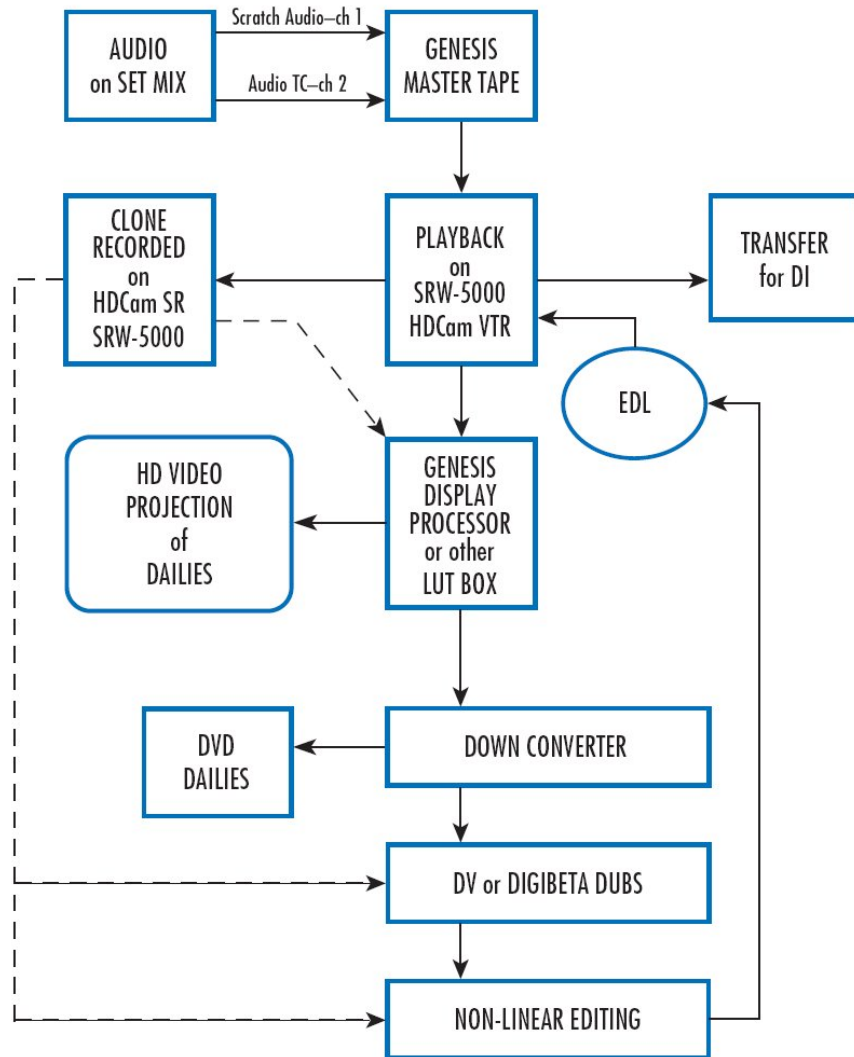 Scratch Audio–ch 1
AUDIO
on SET MIX
Audio TC–ch 2
GENESIS
MASTER TAPE
CLONE
RECORDED
on
HDCam SR
SRW-5000
PLAYBACK
on
SRW-5000
HDCam VTR
TRANSFER
for DI
EDL
HD VIDEO
PROJECTION
of
DAILIES
GENESIS
DISPLAY
PROCESSOR
or other
LUT BOX
DVD
DAILIES
DOWN CONVERTER
DV or DIGIBETA DUBS
NON-LINEAR EDITING